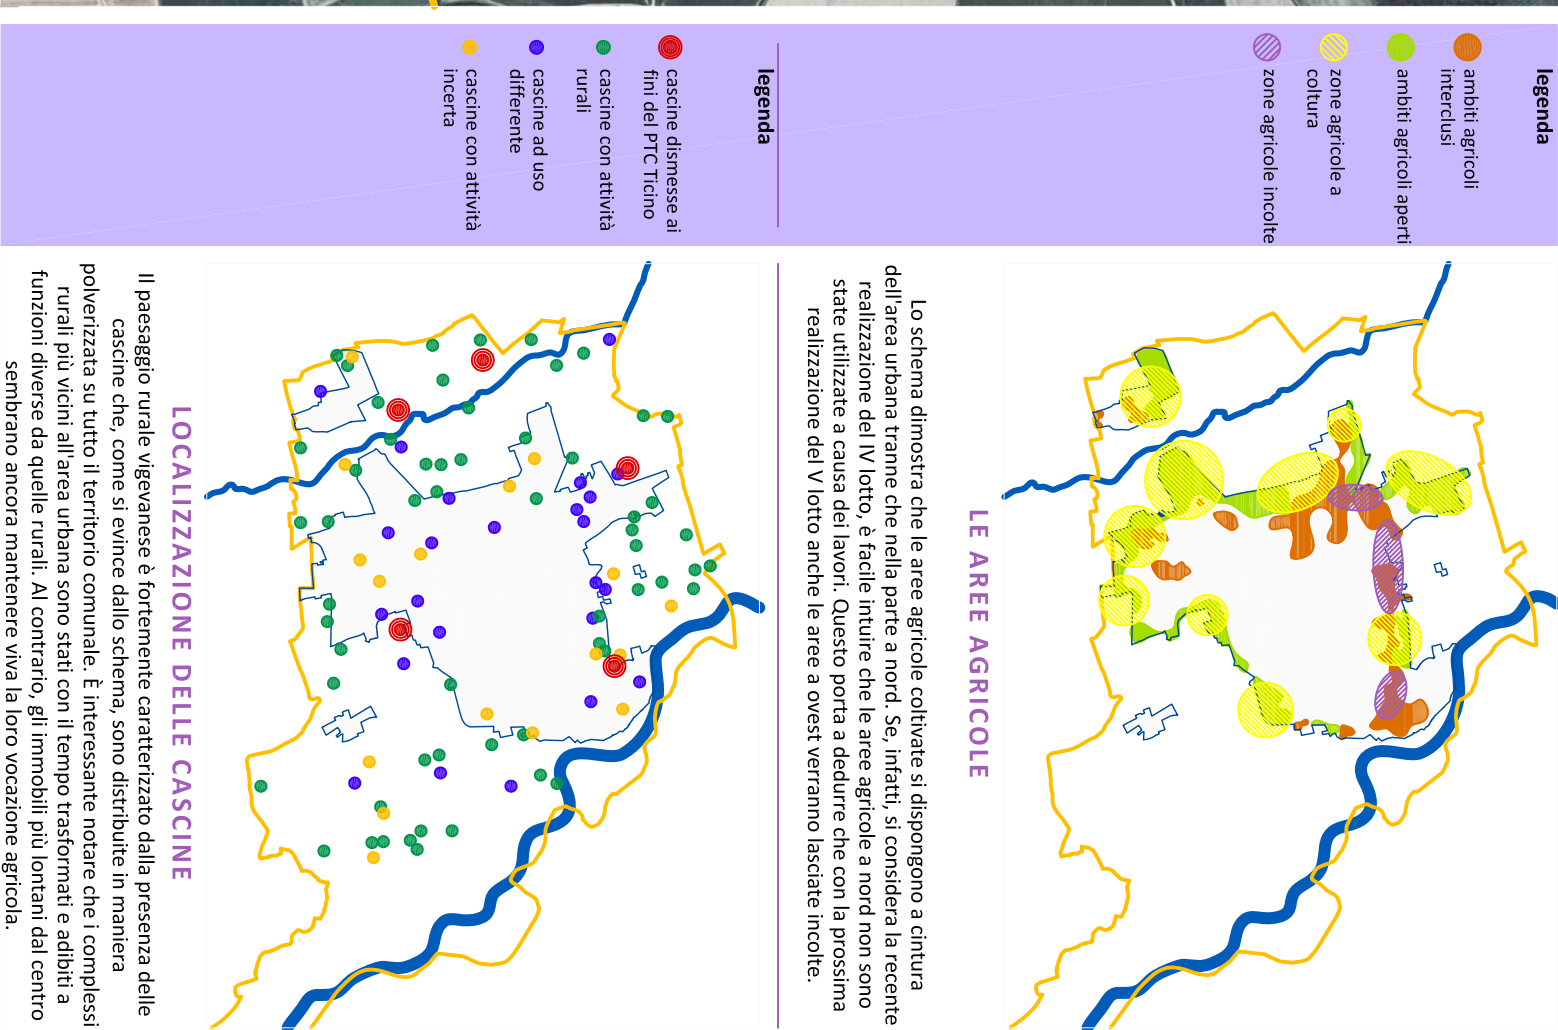 legenda
ambiti agricoli
interclusi
ambiti agricoli aperti
zone agricole a
coltura
zone agricole incolte
LE AREE AGRICOLE
Lo schema dimostra che le aree agricole coltivate si dispongono a cintura
dell'area urbana tranne che nella parte a nord. Se, infatti, si considera la recente
realizzazione del IV lotto, è facile intuire che le aree agricole a nord non sono
state utilizzate a causa dei lavori. Questo porta a dedurre che con la prossima
realizzazione del V lotto anche le aree a ovest verranno lasciate incolte.
legenda
cascine dismesse ai
fini del PTC Ticino
cascine con attività
rurali
cascine ad uso
differente
cascine con attività
incerta
LOCALIZZAZIONE DELLE CASCINE
Il paesaggio rurale vigevanese è fortemente caratterizzato dalla presenza delle
cascine che, come si evince dallo schema, sono distribuite in maniera
polverizzata su tutto il territorio comunale. È interessante notare che i complessi
rurali più vicini all'area urbana sono stati con il tempo trasformati e adibiti a
funzioni diverse da quelle rurali. Al contrario, gli immobili più lontani dal centro
sembrano ancora mantenere viva la loro vocazione agricola.